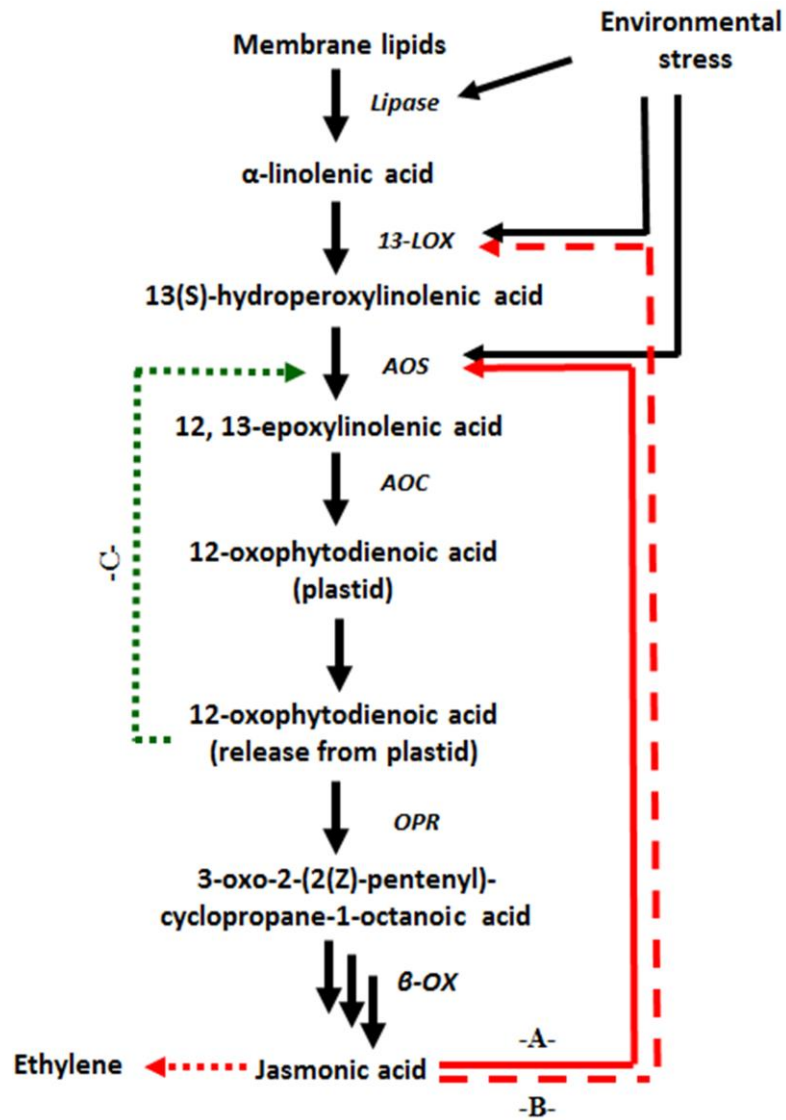 Membrane lipids
Environmental
stress
Lipase
α-linolenic acid
13-LOX
13(S)-hydroperoxylinolenic acid
AOS
12, 13-epoxylinolenic acid
AOC
-C-
12-oxophytodienoic acid
(plastid)
12-oxophytodienoic acid
(release from plastid)
OPR
3-oxo-2-(2(Z)-pentenyl)-
cyclopropane-1-octanoic acid
β-OX
-A-
Ethylene
Jasmonic acid
-B-